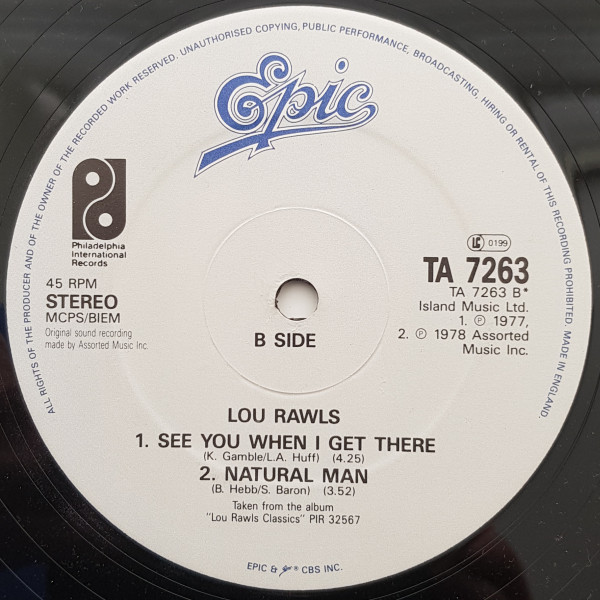 ALL RIGHTS OF THE PRODUCER AND OF THE OWNER OF THE RECORDED WORK RESERVED. UNAUTHORISED COPYING, PUBLIC PERFORMANCE, BROADCASTING, HIRING OR RENTAL OF THIS RECORDING PROHIBITED. MADE IN ENGLAND.
Epic
Philadelphia
International
Records
LC 0199
TA 7263
TA 7263 B*
Island Music Ltd.
1. ℗ 1977,
2. ℗ 1978 Assorted
Music Inc.
45 RPM
STEREO
MCPS/BIEM
Original sound recording
made by Assorted Music Inc.
B SIDE
LOU RAWLS
1. SEE YOU WHEN I GET THERE
(K. Gamble/L.A. Huff) (4.25)
2. NATURAL MAN
(B. Hebb/S. Baron) (3.52)
Taken from the album
"Lou Rawls Classics" PIR 32567
EPIC & ® CBS INC.